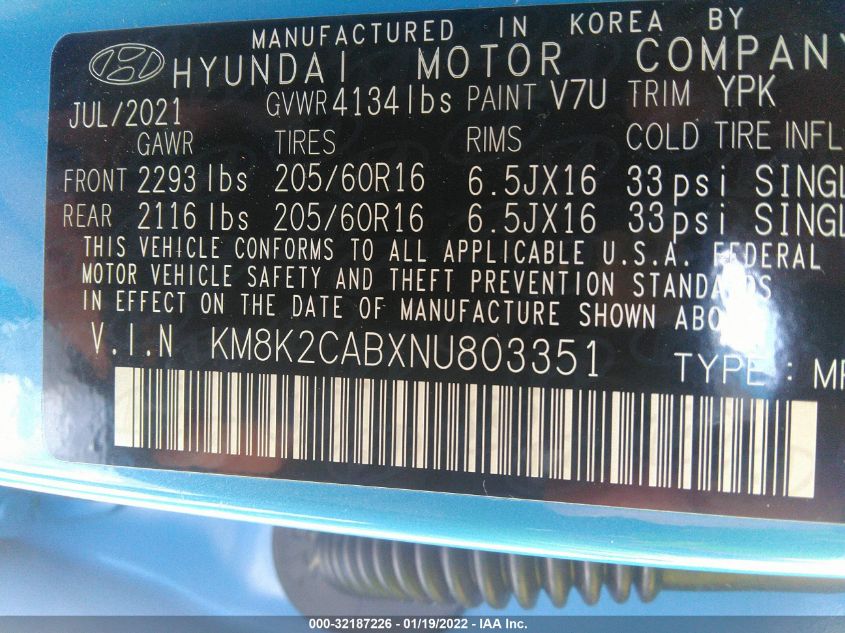 MANUFACTURED IN KOREA BY
HYUNDAI MOTOR COMPANY
JUL/2021 GVWR 4134 lbs PAINT V7U TRIM YPK
GAWR TIRES RIMS COLD TIRE INFL
FRONT 2293 lbs 205/60R16 6.5JX16 33psi SINGL
REAR 2116 lbs 205/60R16 6.5JX16 33psi SINGL
THIS VEHICLE CONFORMS TO ALL APPLICABLE U.S.A. FEDERAL
MOTOR VEHICLE SAFETY AND THEFT PREVENTION STANDARDS
IN EFFECT ON THE DATE OF MANUFACTURE SHOWN ABO
V.I.N KM8K2CABXNU803351 TYPE : MP
000-32187226 - 01/19/2022 - IAA Inc.